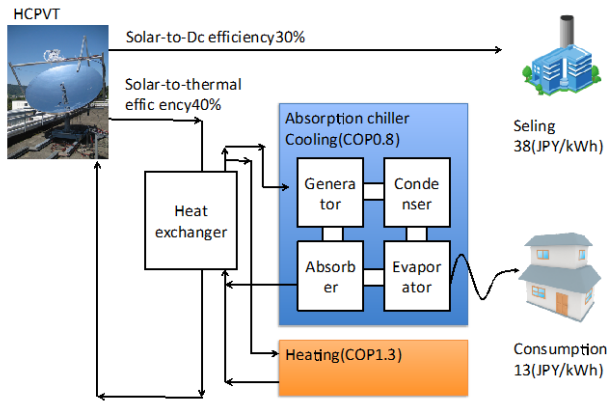 HCPVT
Solar-to-Dc efficiency30%
Solar-to-thermal
effic ency40%
Absorption chiller
Cooling(COP0.8)
Genera
tor
Conde
nser
Heat
exchanger
Absorb
er
Evapor
ator
Heating(COP1.3)
Seling
38(JPY/kWh)
Consumption
13(JPY/kWh)